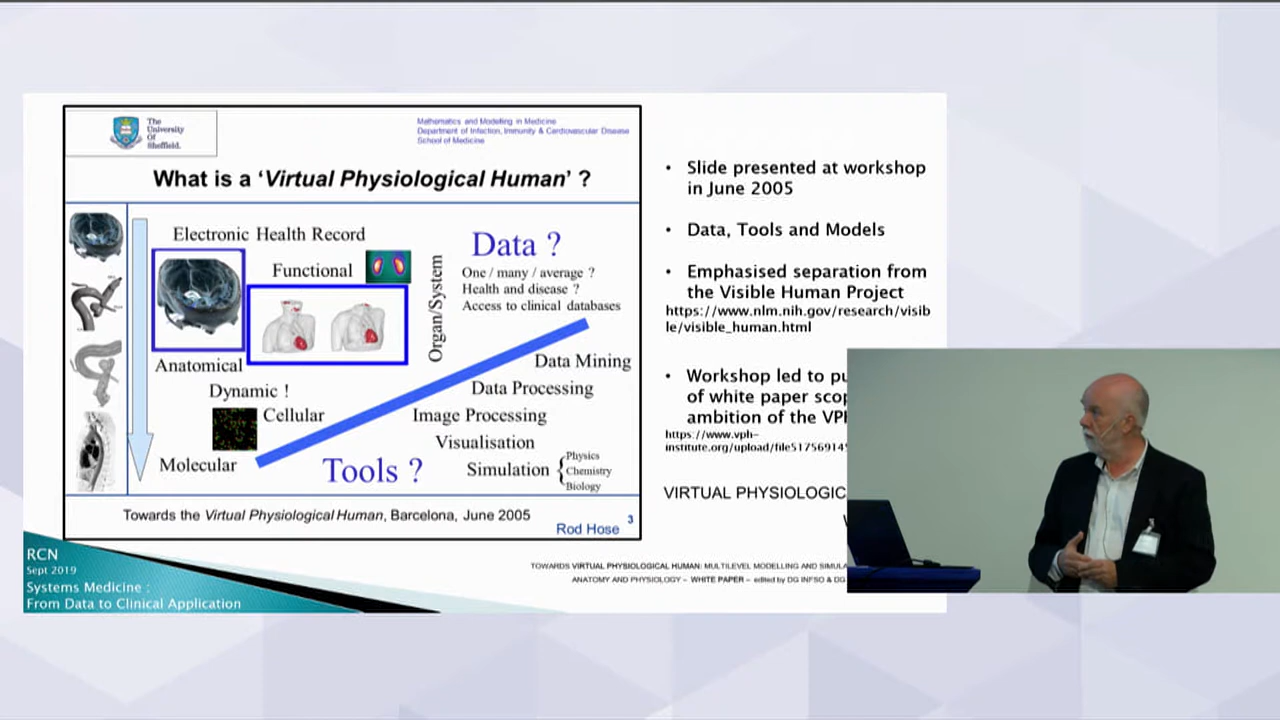 The
University
Of
Sheffield.
Mathematics and Modelling in Medicine
Department of Infection, Immunity & Cardiovascular Disease
School of Medicine
What is a ‘Virtual Physiological Human’ ?
Electronic Health Record
Functional
Anatomical
Dynamic !
Cellular
Molecular
Organ/System
Data ?
One / many / average ?
Health and disease ?
Access to clinical databases
Data Mining
Data Processing
Image Processing
Visualisation
Tools ?
Simulation
Physics
Chemistry
Biology
Towards the Virtual Physiological Human, Barcelona, June 2005
Rod Hose
3
• Slide presented at workshop
in June 2005
• Data, Tools and Models
• Emphasised separation from
the Visible Human Project
https://www.nlm.nih.gov/research/visib
le/visible_human.html
• Workshop led to pu
of white paper scop
ambition of the VPH
https://www.vph-
institute.org/upload/file5175691
VIRTUAL PHYSIOLOGIC
TOWARDS VIRTUAL PHYSIOLOGICAL HUMAN: MULTILEVEL MODELLING AND SIMULA
ANATOMY AND PHYSIOLOGY – WHITE PAPER – edited by DG INFSO & DG
RCN
Sept 2019
Systems Medicine :
From Data to Clinical Application